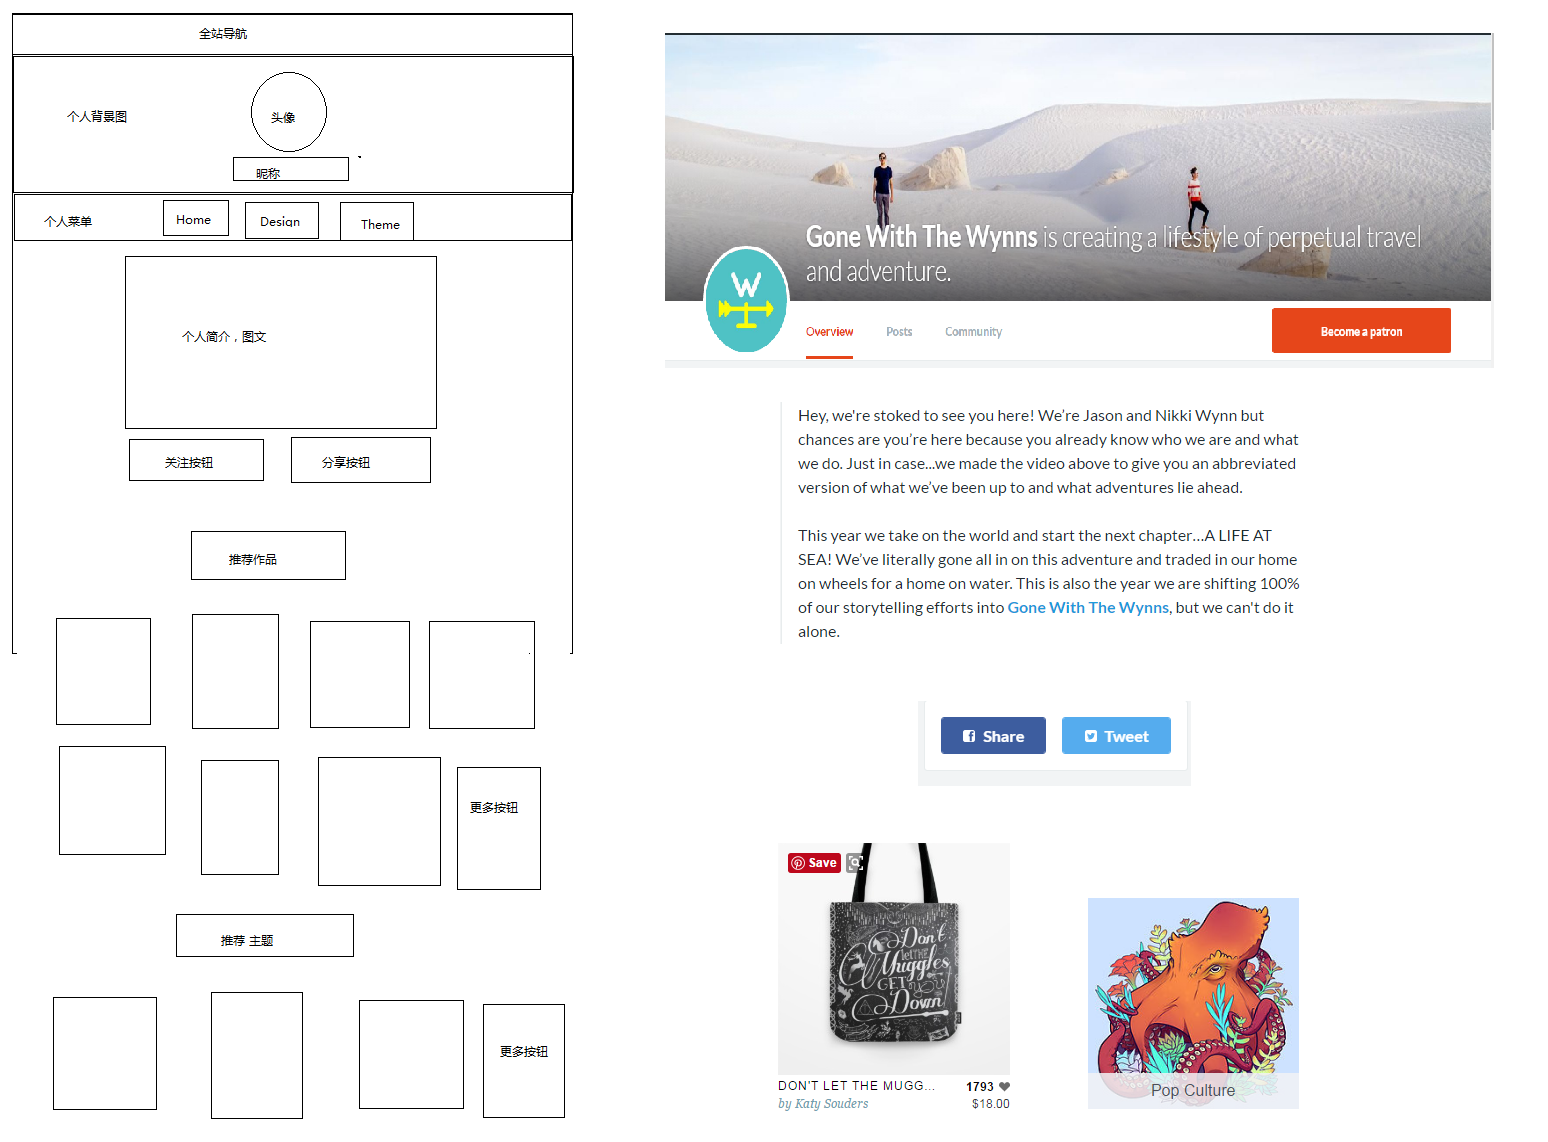 全站导航
个人背景图
头像
昵称
个人菜单
Home
Design
Theme
个人简介，图文
关注按钮
分享按钮
推荐作品
更多按钮
推荐 主题
更多按钮
Gone With The Wynns is creating a lifestyle of perpetual travel
and adventure.
W
Overview
Posts
Community
Become a patron
Hey, we're stoked to see you here! We’re Jason and Nikki Wynn but
chances are you’re here because you already know who we are and what
we do. Just in case...we made the video above to give you an abbreviated
version of what we’ve been up to and what adventures lie ahead.
This year we take on the world and start the next chapter…A LIFE AT
SEA! We’ve literally gone all in on this adventure and traded in our home
on wheels for a home on water. This is also the year we are shifting 100%
of our storytelling efforts into Gone With The Wynns, but we can't do it
alone.
Share
Tweet
Save
Don't
let the
Muggles
GET
Down
DON'T LET THE MUGG...
1793
by Katy Souders
$18.00
Pop Culture